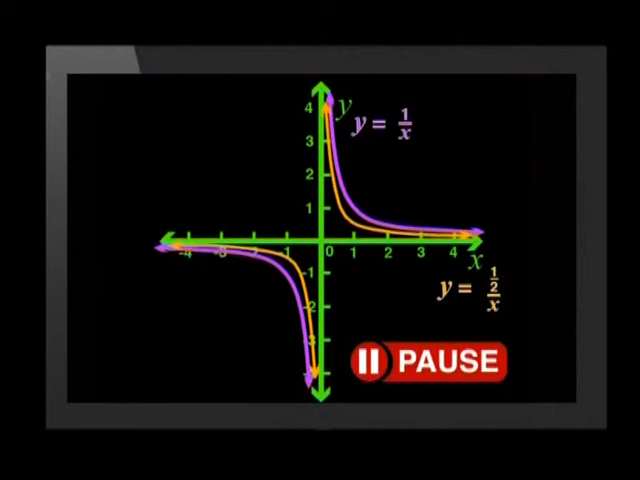 4
y
y = 1/x
3
2
1
-4 -3 -2 -1 0 1 2 3 4
x
-1
y = 1/2/x
-2
-3
PAUSE